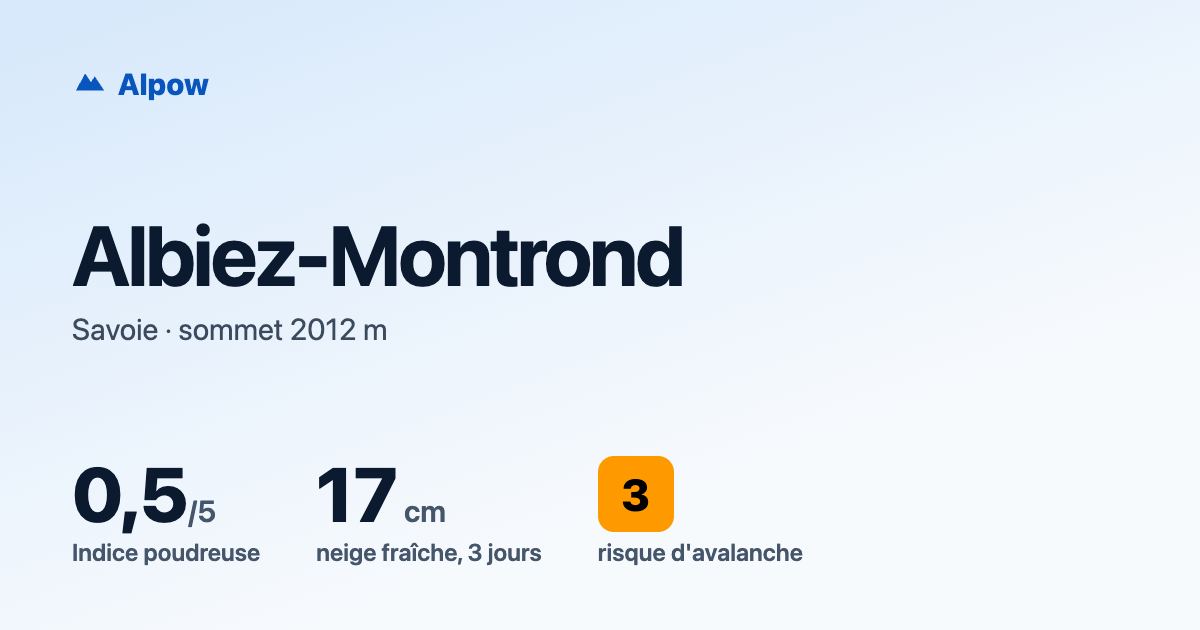 Alpow
Albiez-Montrond
Savoie · sommet 2012 m
0,5/5 17 cm 3
Indice poudreuse neige fraîche, 3 jours risque d'avalanche